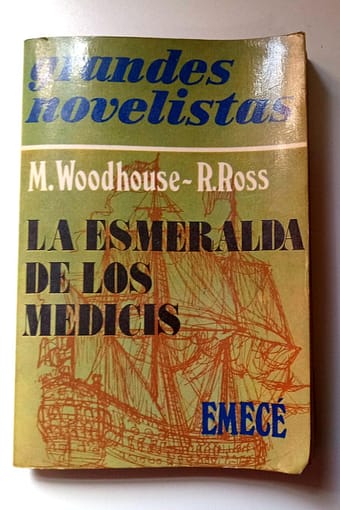 grandes
novelistas
M. Woodhouse - R. Ross
LA ESMERALDA
DE LOS
MEDICIS
EMECÉ